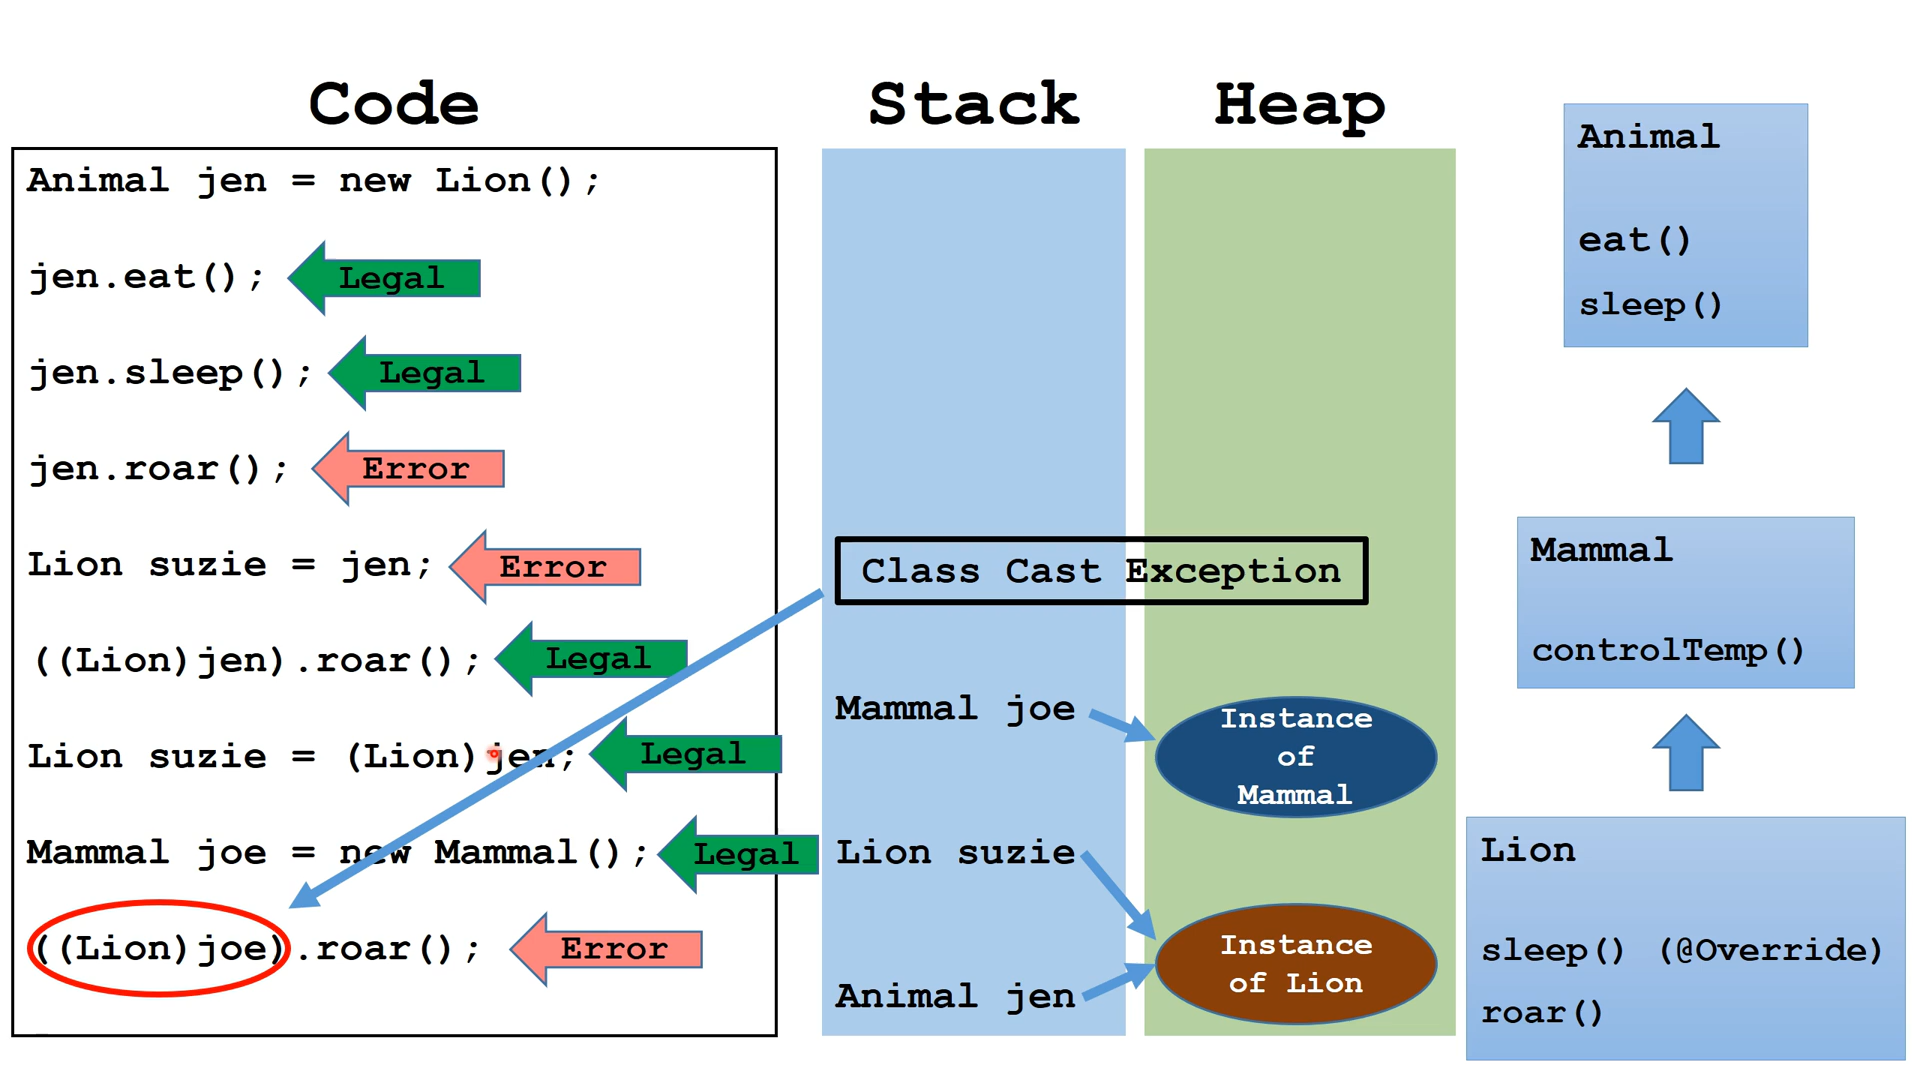 Code
Animal jen = new Lion();
jen.eat();
Legal
jen.sleep();
Legal
jen.roar();
Error
Lion suzie = jen;
Error
((Lion)jen).roar();
Legal
Lion suzie = (Lion)jen;
Legal
Mammal joe = new Mammal();
Legal
((Lion)joe).roar();
Error
Stack
Heap
Class Cast Exception
Mammal joe
Instance
of
Mammal
Lion suzie
Instance
of Lion
Animal jen
Animal
eat()
sleep()
Mammal
controlTemp()
Lion
sleep() (@Override)
roar()